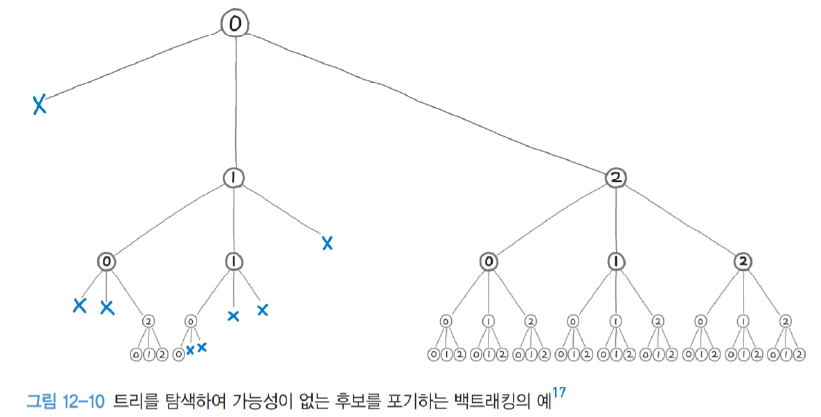 0
X
1 2
X
0 1 0 1 2
X X X X
2 0 0 1 2 0 1 2 0 1 2
0 1 2 0 X X 0 1 2 0 1 2 0 1 2 0 1 2 0 1 2 0 1 2 0 1 2 0 1 2 0 1 2
그림 12-10 트리를 탐색하여 가능성이 없는 후보를 포기하는 백트래킹의 예17